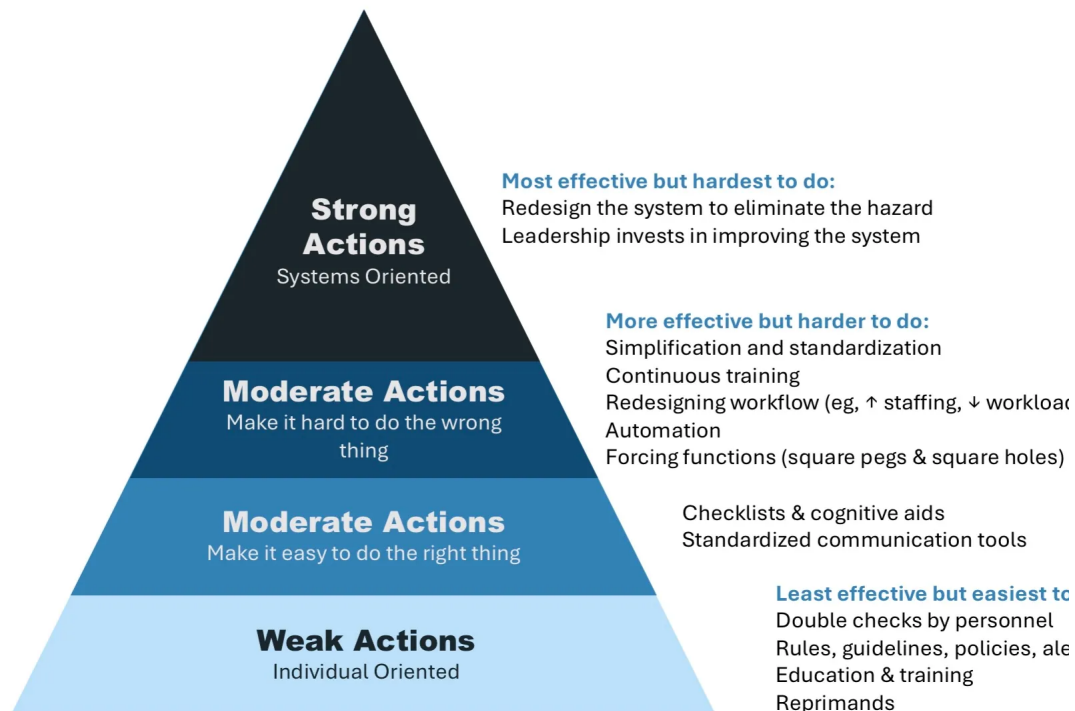 Strong
Actions
Systems Oriented
Most effective but hardest to do:
Redesign the system to eliminate the hazard
Leadership invests in improving the system
Moderate Actions
Make it hard to do the wrong
thing
More effective but harder to do:
Simplification and standardization
Continuous training
Redesigning workflow (eg, ↑ staffing, ↓ workload
Automation
Forcing functions (square pegs & square holes)
Moderate Actions
Make it easy to do the right thing
Checklists & cognitive aids
Standardized communication tools
Weak Actions
Individual Oriented
Least effective but easiest to
Double checks by personnel
Rules, guidelines, policies,
Education & training
Reprimands